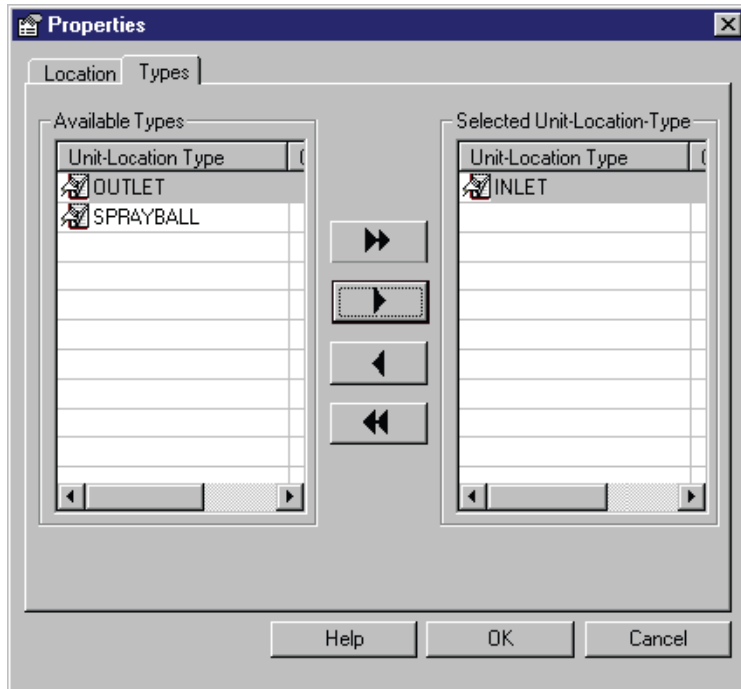 Properties
Location Types
Available Types
Unit-Location Type
OUTLET
SPRAYBALL
Selected Unit-Location-Type
Unit-Location Type
INLET
Help OK Cancel